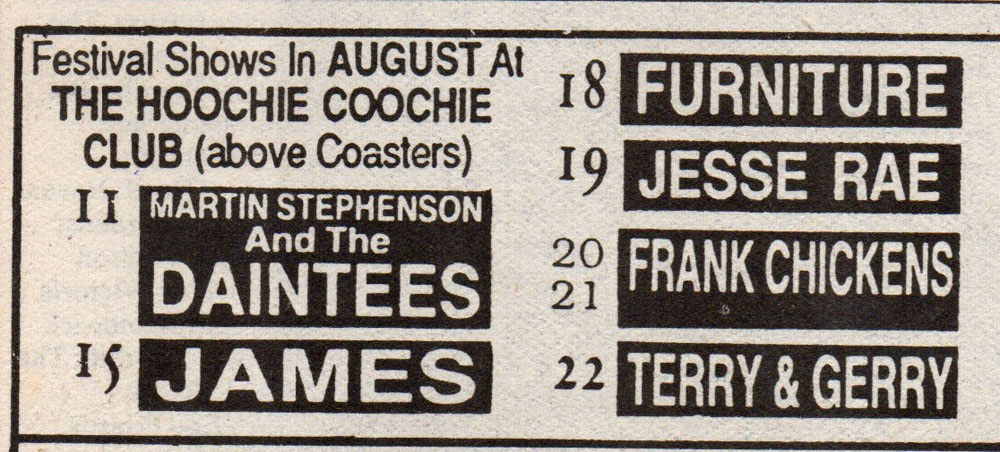 Festival Shows In AUGUST At
THE HOOCHIE COOCHIE
CLUB (above Coasters)
11 MARTIN STEPHENSON
And The
DAINTEES
15 JAMES
18 FURNITURE
19 JESSE RAE
20 FRANK CHICKENS
21
22 TERRY & GERRY